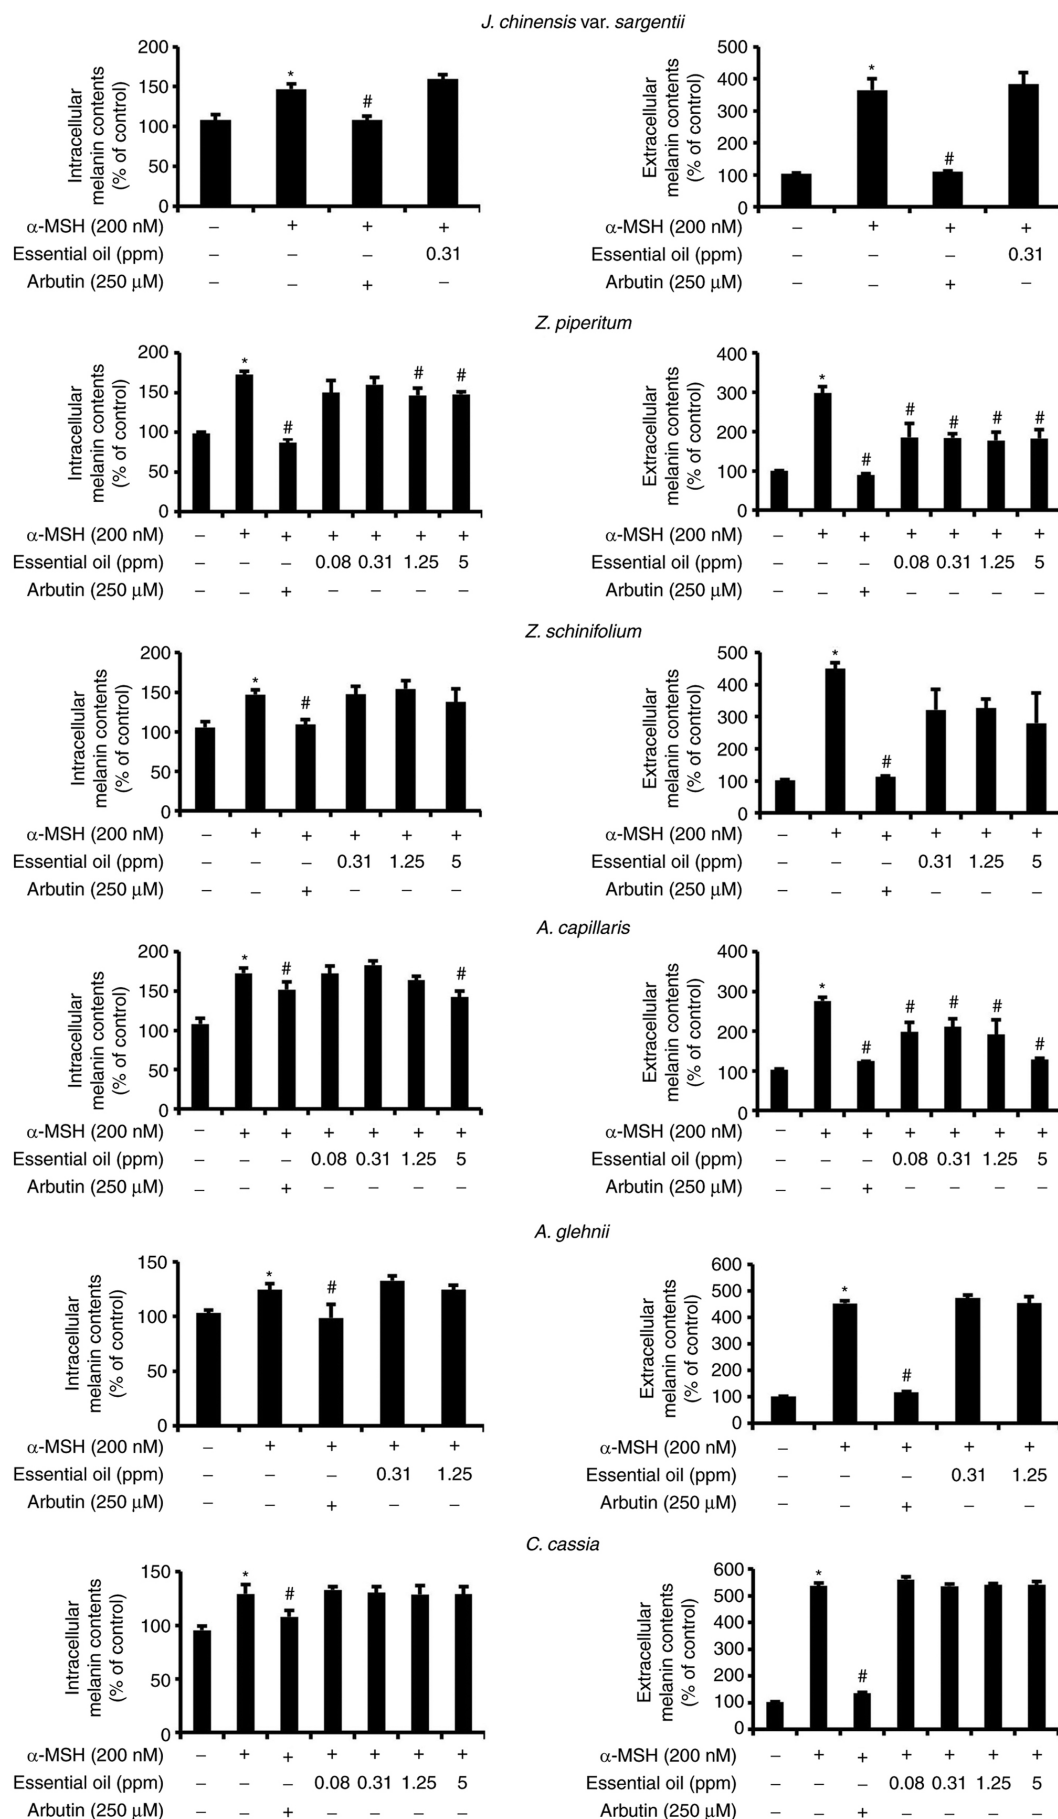 J. chinensis var. sargentii
Intracellular
melanin contents
(% of control)
200
150
100
50
0
*
#
α-MSH (200 nM) – + + +
Essential oil (ppm) – – – 0.31
Arbutin (250 μM) – – + –
Extracellular
melanin contents
(% of control)
500
400
300
200
100
0
*
#
α-MSH (200 nM) – + + +
Essential oil (ppm) – – – 0.31
Arbutin (250 μM) – – + –
Z. piperitum
Intracellular
melanin contents
(% of control)
200
150
100
50
0
*
#
#
#
α-MSH (200 nM) – + + + + + +
Essential oil (ppm) – – – 0.08 0.31 1.25 5
Arbutin (250 μM) – – + – – – –
Extracellular
melanin contents
(% of control)
400
300
200
100
0
*
#
#
#
#
#
α-MSH (200 nM) – + + + + + +
Essential oil (ppm) – – – 0.08 0.31 1.25 5
Arbutin (250 μM) – – + – – – –
Z. schinifolium
Intracellular
melanin contents
(% of control)
200
150
100
50
0
*
#
α-MSH (200 nM) – + + + + +
Essential oil (ppm) – – – 0.31 1.25 5
Arbutin (250 μM) – – + – – –
Extracellular
melanin contents
(% of control)
500
400
300
200
100
0
*
#
α-MSH (200 nM) – + + + + +
Essential oil (ppm) – – – 0.31 1.25 5
Arbutin (250 μM) – – + – – –
A. capillaris
Intracellular
melanin contents
(% of control)
200
150
100
50
0
*
#
#
α-MSH (200 nM) – + + + + + +
Essential oil (ppm) – – – 0.08 0.31 1.25 5
Arbutin (250 μM) – – + – – – –
Extracellular
melanin contents
(% of control)
400
300
200
100
0
*
#
#
#
#
#
α-MSH (200 nM) – + + + + + +
Essential oil (ppm) – – – 0.08 0.31 1.25 5
Arbutin (250 μM) – – + – – – –
A. glehnii
Intracellular
melanin contents
(% of control)
150
100
50
0
*
#
α-MSH (200 nM) – + + + +
Essential oil (ppm) – – – 0.31 1.25
Arbutin (250 μM) – – + – –
Extracellular
melanin contents
(% of control)
600
500
400
300
200
100
0
*
#
α-MSH (200 nM) – + + + +
Essential oil (ppm) – – – 0.31 1.25
Arbutin (250 μM) – – + – –
C. cassia
Intracellular
melanin contents
(% of control)
150
100
50
0
*
#
α-MSH (200 nM) – + + + + + +
Essential oil (ppm) – – – 0.08 0.31 1.25 5
Arbutin (250 μM) – – + – – – –
Extracellular
melanin contents
(% of control)
600
500
400
300
200
100
0
*
#
α-MSH (200 nM) – + + + + + +
Essential oil (ppm) – – – 0.08 0.31 1.25 5
Arbutin (250 μM) – – + – – – –